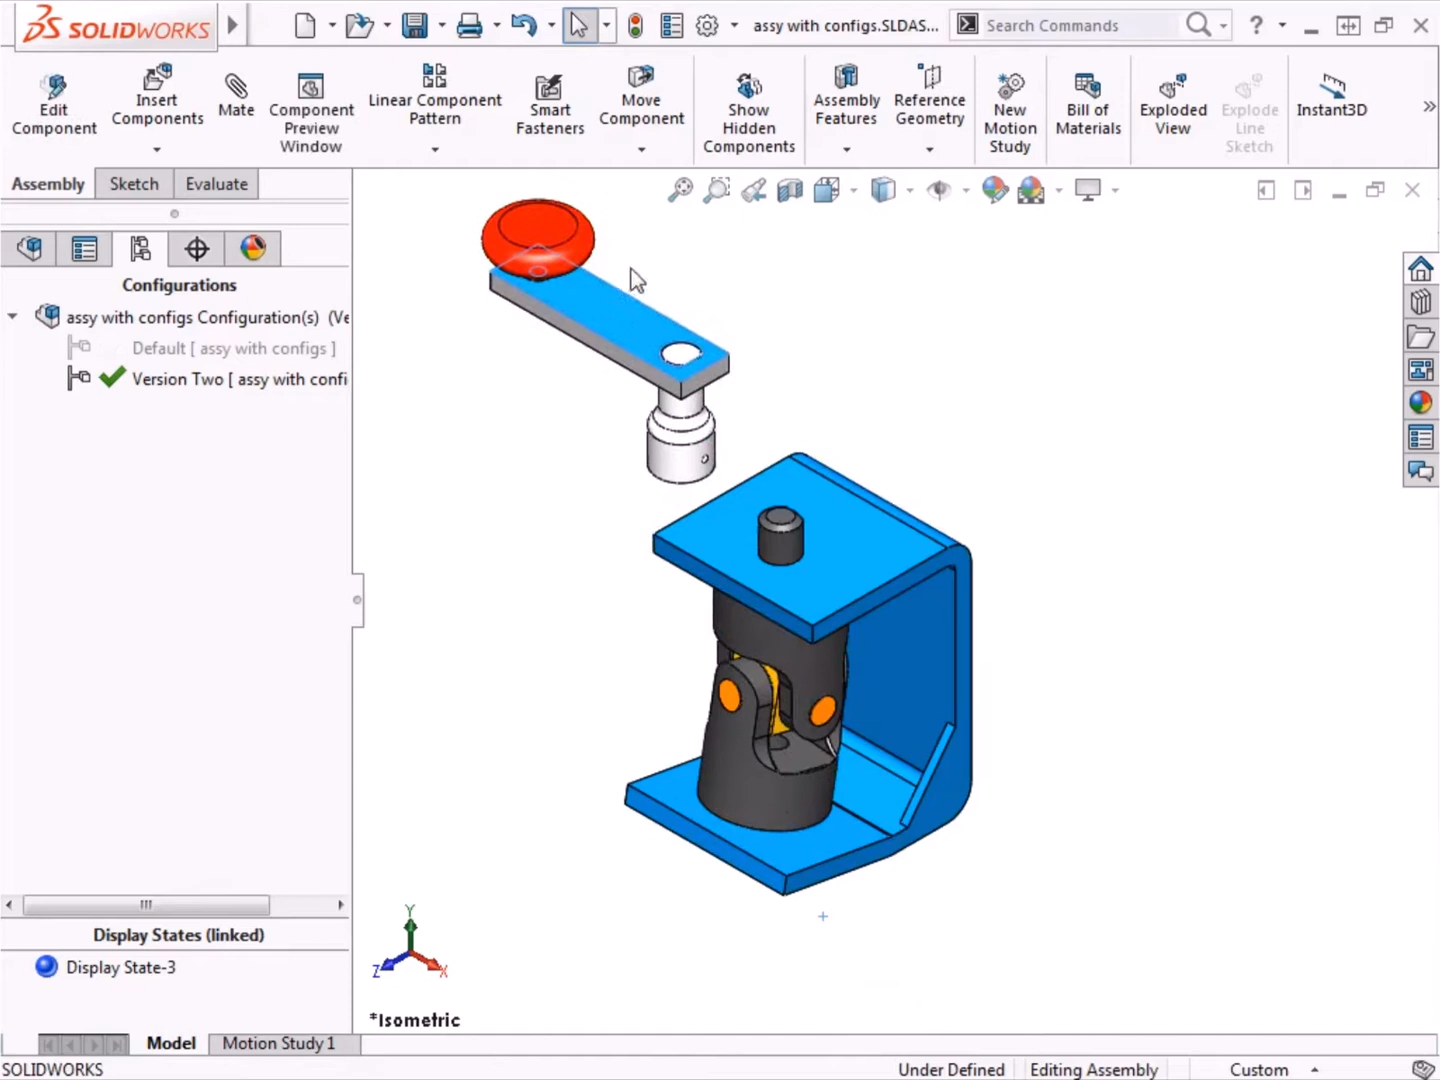 SOLIDWORKS
assy with configs.SLDAS...
Search Commands
?
Edit Component
Insert Components
Mate
Component Preview Window
Linear Component Pattern
Smart Fasteners
Move Component
Show Hidden Components
Assembly Features
Reference Geometry
New Motion Study
Bill of Materials
Exploded View
Explode Line Sketch
Instant3D
»
Assembly
Sketch
Evaluate
Configurations
assy with configs Configuration(s) (Ve
Default [ assy with configs ]
Version Two [ assy with confi
Display States (linked)
Display State-3
Y
Z
X
*Isometric
Model
Motion Study 1
SOLIDWORKS
Under Defined
Editing Assembly
Custom